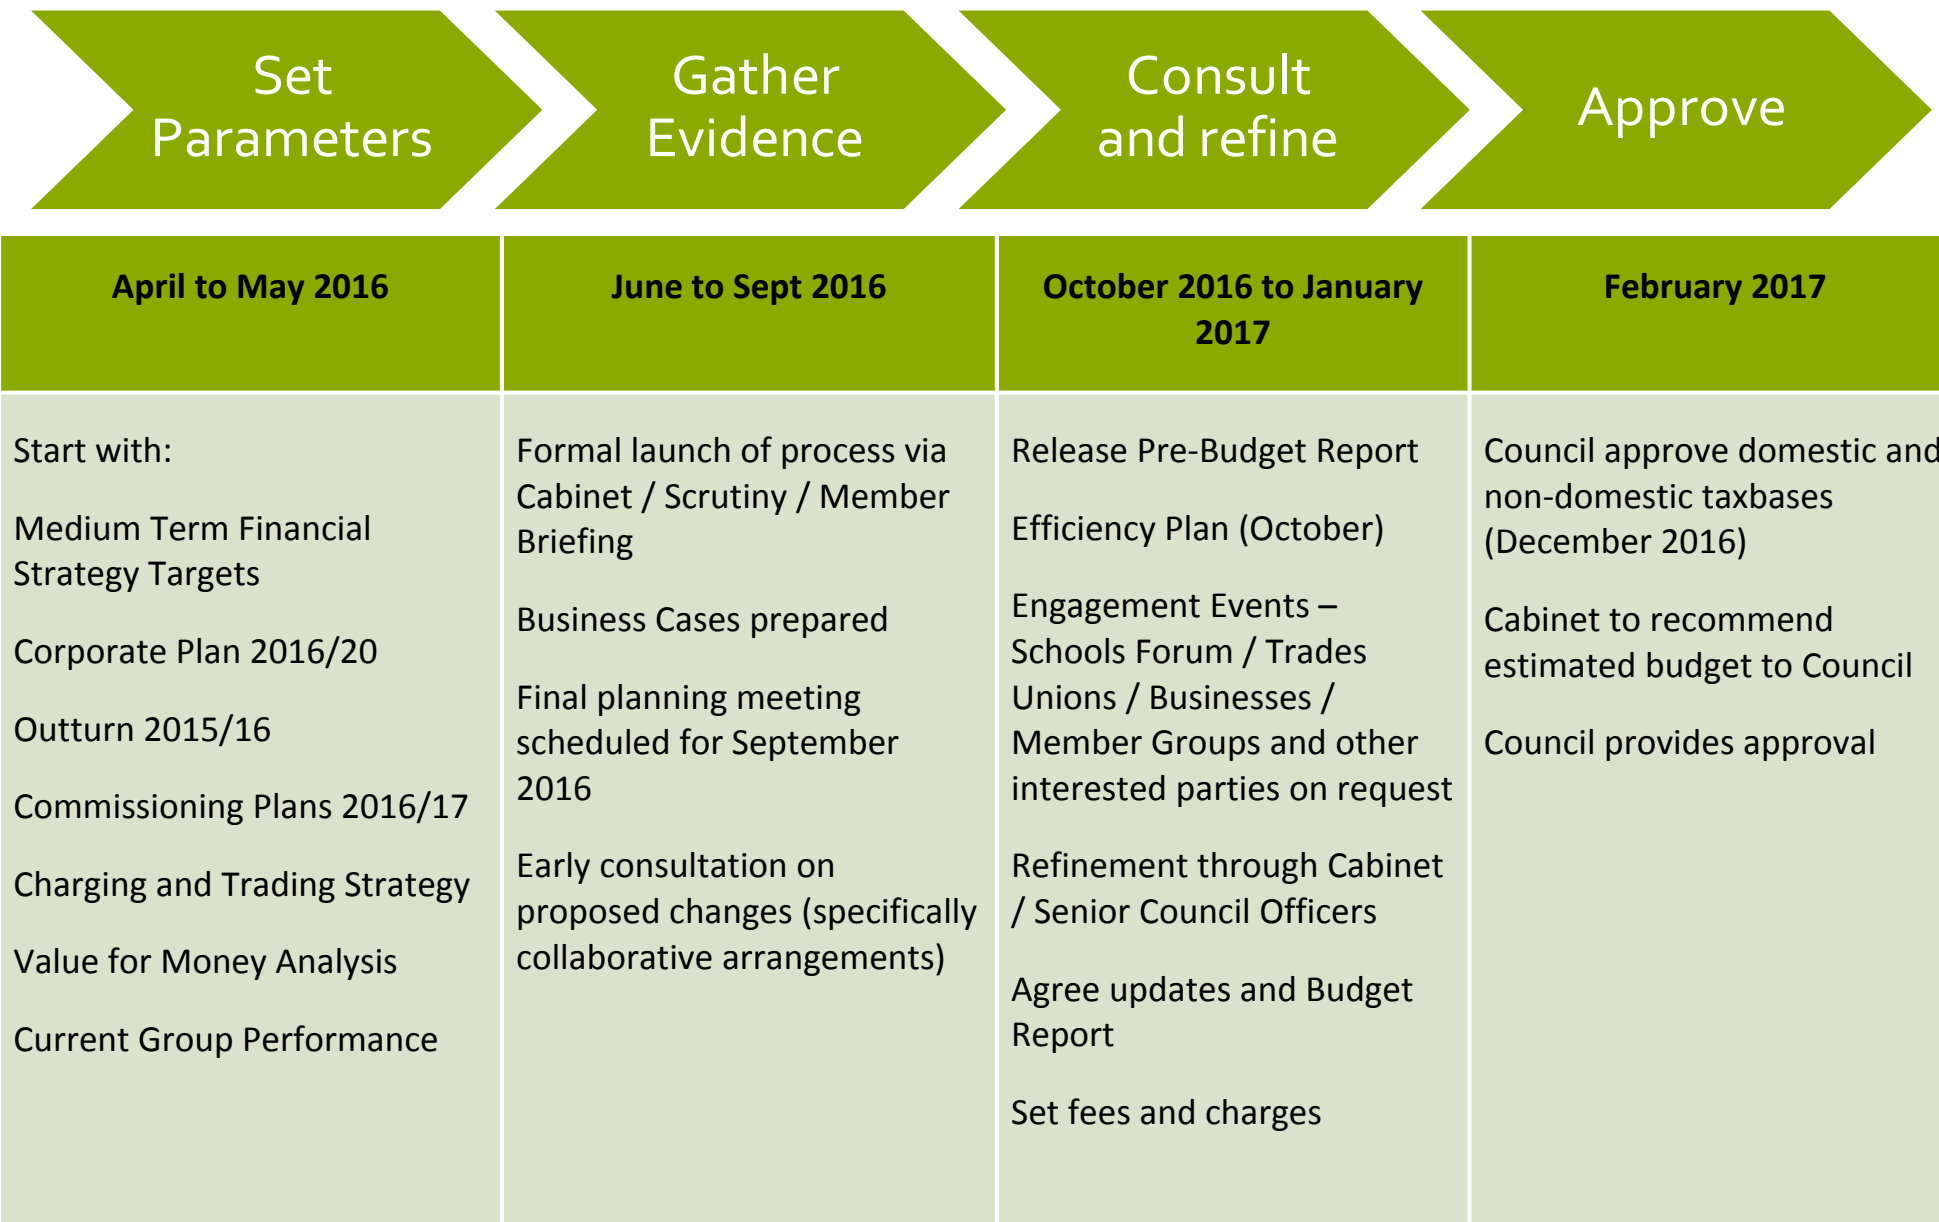 Set
Parameters
Gather
Evidence
Consult
and refine
Approve
April to May 2016
June to Sept 2016
October 2016 to January
2017
February 2017
Start with:
Medium Term Financial
Strategy Targets
Corporate Plan 2016/20
Outturn 2015/16
Commissioning Plans 2016/17
Charging and Trading Strategy
Value for Money Analysis
Current Group Performance
Formal launch of process via
Cabinet / Scrutiny / Member
Briefing
Business Cases prepared
Final planning meeting
scheduled for September
2016
Early consultation on
proposed changes (specifically
collaborative arrangements)
Release Pre-Budget Report
Efficiency Plan (October)
Engagement Events –
Schools Forum / Trades
Unions / Businesses /
Member Groups and other
interested parties on request
Refinement through Cabinet
/ Senior Council Officers
Agree updates and Budget
Report
Set fees and charges
Council approve domestic and
non-domestic taxbases
(December 2016)
Cabinet to recommend
estimated budget to Council
Council provides approval